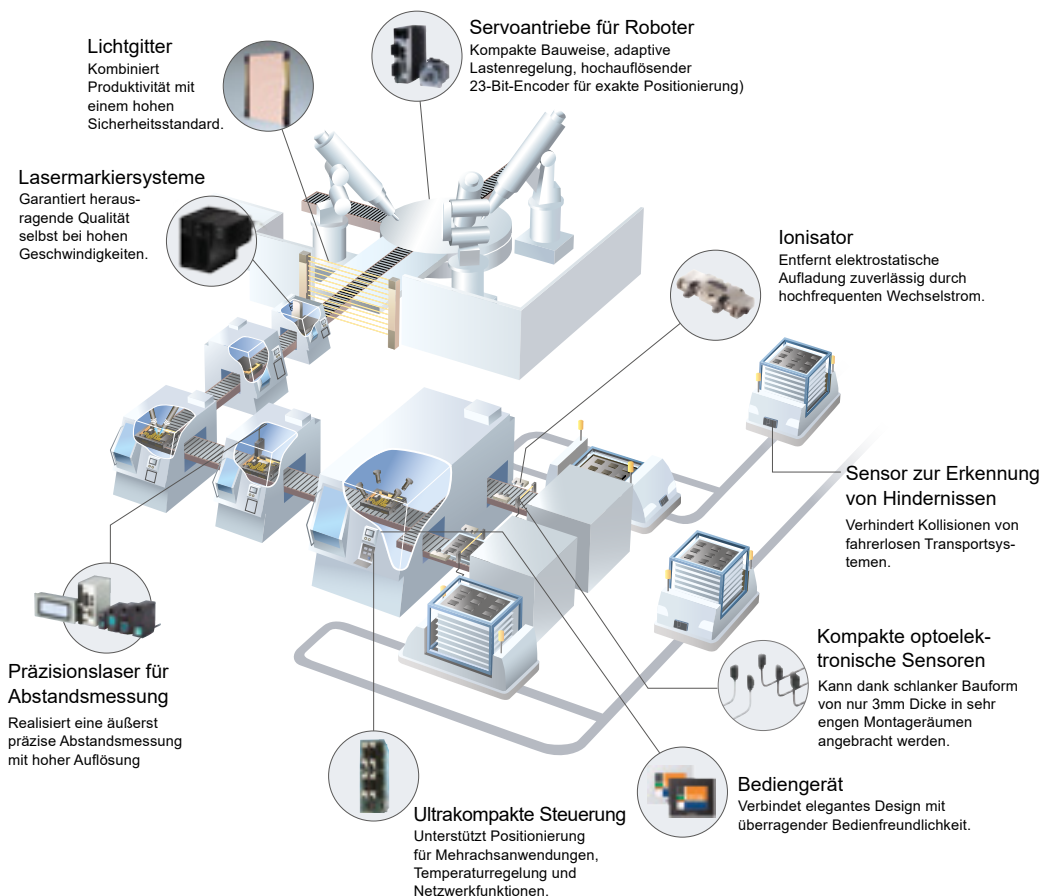 Servoantriebe für Roboter
Kompakte Bauweise, adaptive
Lastenregelung, hochauflösender
23-Bit-Encoder für exakte Positionierung)
Lichtgitter
Kombiniert
Produktivität mit
einem hohen
Sicherheitsstandard.
Lasermarkiersysteme
Garantiert heraus-
ragende Qualität
selbst bei hohen
Geschwindigkeiten.
Ionisator
Entfernt elektrostatische
Aufladung zuverlässig durch
hochfrequenten Wechselstrom.
Sensor zur Erkennung
von Hindernissen
Verhindert Kollisionen von
fahrerlosen Transportsys-
temen.
Präzisionslaser für
Abstandsmessung
Realisiert eine äußerst
präzise Abstandsmessung
mit hoher Auflösung
Kompakte optoelek-
tronische Sensoren
Kann dank schlanker Bauform
von nur 3mm Dicke in sehr
engen Montageräumen
angebracht werden.
Bediengerät
Verbindet elegantes Design mit
überragender Bedienfreundlichkeit.
Ultrakompakte Steuerung
Unterstützt Positionierung
für Mehrachsanwendungen,
Temperaturregelung und
Netzwerkfunktionen.